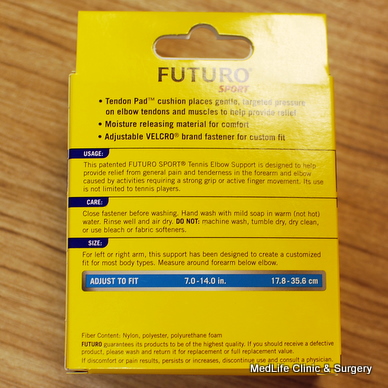 FUTURO
SPORT
• Tendon Pad™ cushion places gentle, targeted pressure
on elbow tendons and muscles to help provide relief
• Moisture releasing material for comfort
• Adjustable VELCRO® brand fastener for custom fit
USAGE:
This patented FUTURO SPORT® Tennis Elbow Support is designed to help
provide relief from general pain and tenderness in the forearm and elbow
caused by activities requiring a strong grip or active finger movement. Its use
is not limited to tennis players.
CARE:
Close fastener before washing. Hand wash with mild soap in warm (not hot)
water. Rinse well and air dry. DO NOT: machine wash, tumble dry, dry clean,
or use bleach or fabric softeners.
SIZE:
For left or right arm, this support has been designed to create a customized
fit for most body types. Measure around forearm below elbow.
ADJUST TO FIT 7.0-14.0 in. 17.8-35.6 cm
Fiber Content: Nylon, polyester, polyurethane foam
FUTURO guarantees its products to be of the highest quality. If you should receive a defective
product, please wash and return it for replacement or full replacement value.
If discomfort or pain results, persists or increases, discontinue use and consult a physician.
MedLife Clinic & Surgery